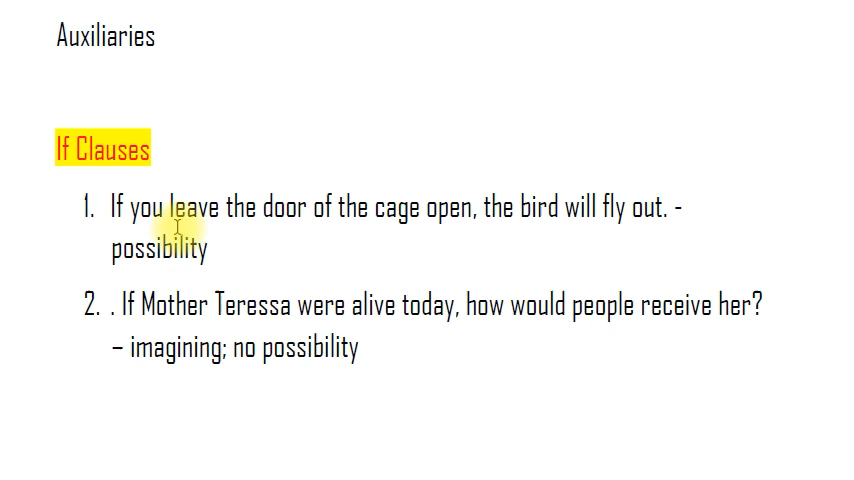 Auxiliaries
If Clauses
1. If you leave the door of the cage open, the bird will fly out. -
possibility
2. . If Mother Teressa were alive today, how would people receive her?
– imagining; no possibility